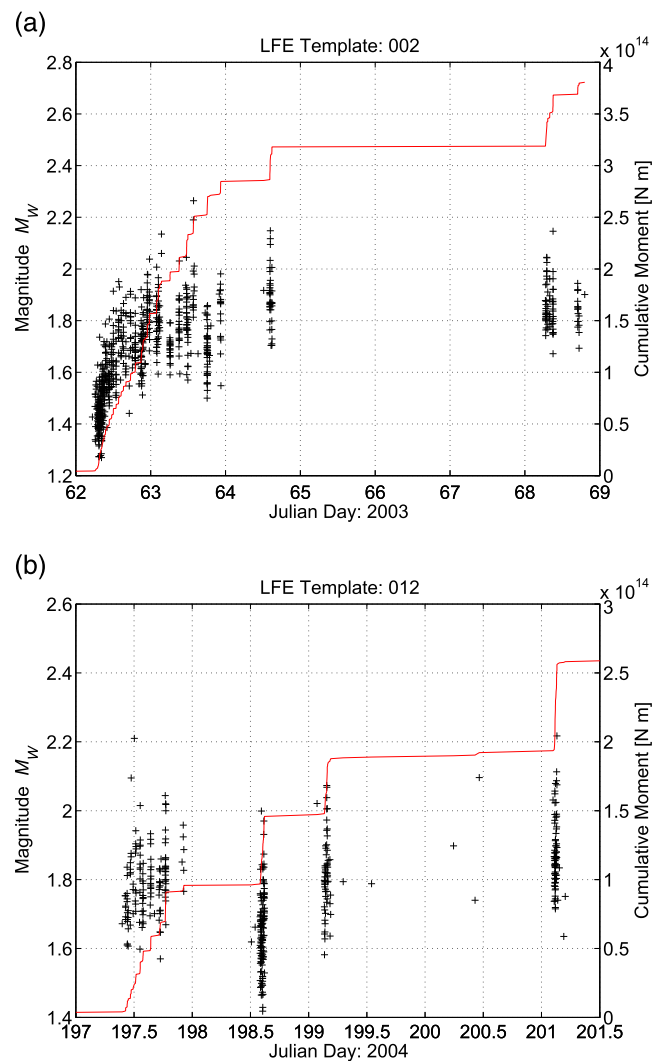 (a)
LFE Template: 002
x 10^14
2.8
2.6
2.4
2.2
2
1.8
1.6
1.4
1.2
Magnitude M_W
4
3.5
3
2.5
2
1.5
1
0.5
0
Cumulative Moment [N m]
62 63 64 65 66 67 68 69
Julian Day: 2003
(b)
LFE Template: 012
x 10^14
2.6
2.4
2.2
2
1.8
1.6
1.4
Magnitude M_W
3
2.5
2
1.5
1
0.5
0
Cumulative Moment [N m]
197 197.5 198 198.5 199 199.5 200 200.5 201 201.5
Julian Day: 2004